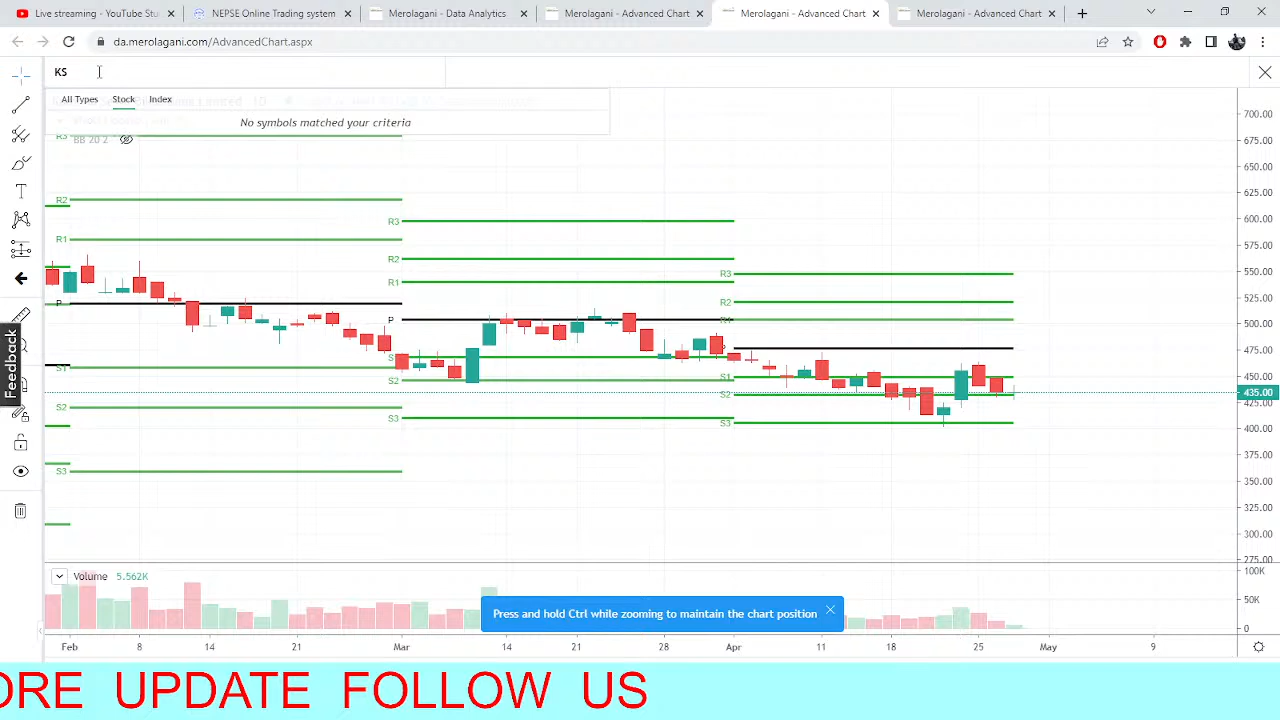 Live streaming - YouTube Stu
NEPSE Online Trading system
Merolagani - Data Analytics
Merolagani - Advanced Chart
Merolagani - Advanced Chart
Merolagani - Advanced Chart
da.merolagani.com/AdvancedChart.aspx
KS
All Types Stock Index
No symbols matched your criteria
BB 20 2
R3
R2
R1
P
S1
S2
S3
R3
R2
R1
P
S2
S3
R3
R2
S1
S2
S3
700.00
675.00
650.00
625.00
600.00
575.00
550.00
525.00
500.00
475.00
450.00
435.00
425.00
400.00
375.00
350.00
325.00
300.00
275.00
Feedback
Volume 5.562K
100K
50K
0
Press and hold Ctrl while zooming to maintain the chart position
Feb 8 14 21 Mar 14 21 28 Apr 11 18 25 May 9
ORE UPDATE FOLLOW US